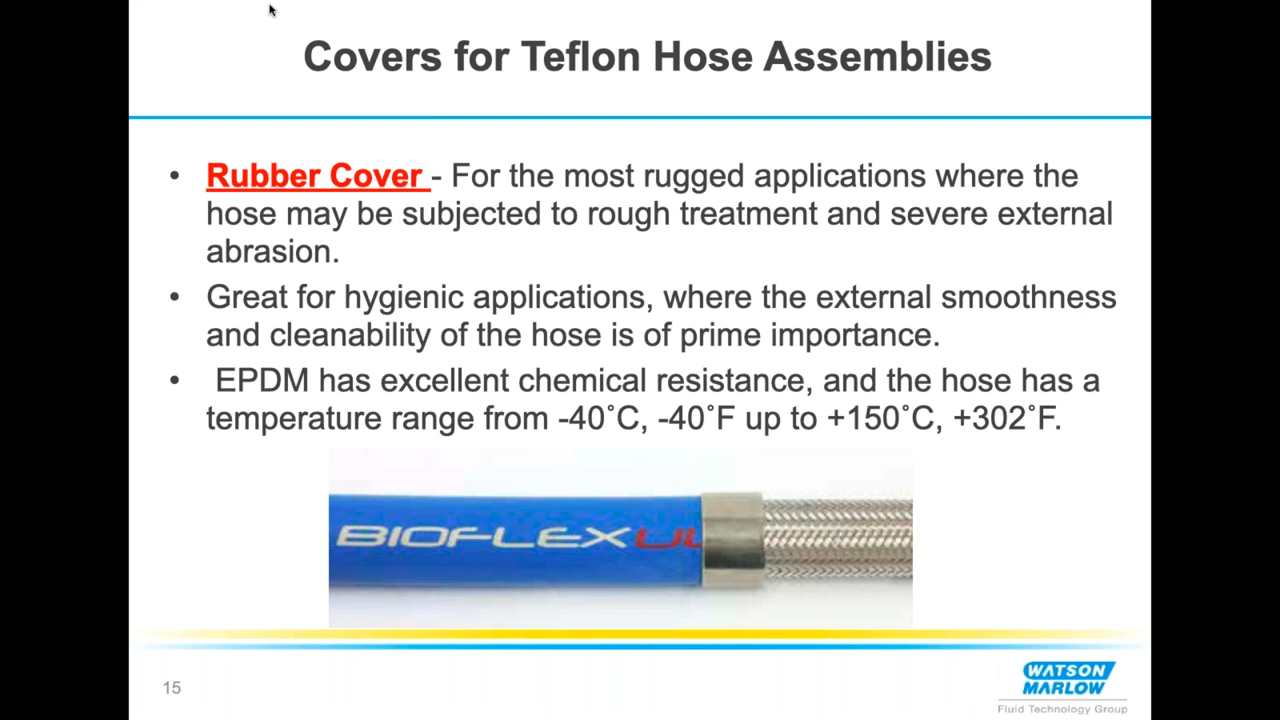 Covers for Teflon Hose Assemblies
• Rubber Cover - For the most rugged applications where the
hose may be subjected to rough treatment and severe external
abrasion.
• Great for hygienic applications, where the external smoothness
and cleanability of the hose is of prime importance.
• EPDM has excellent chemical resistance, and the hose has a
temperature range from -40˚C, -40˚F up to +150˚C, +302˚F.
BIOFLEXUL
15
WATSON
MARLOW
Fluid Technology Group